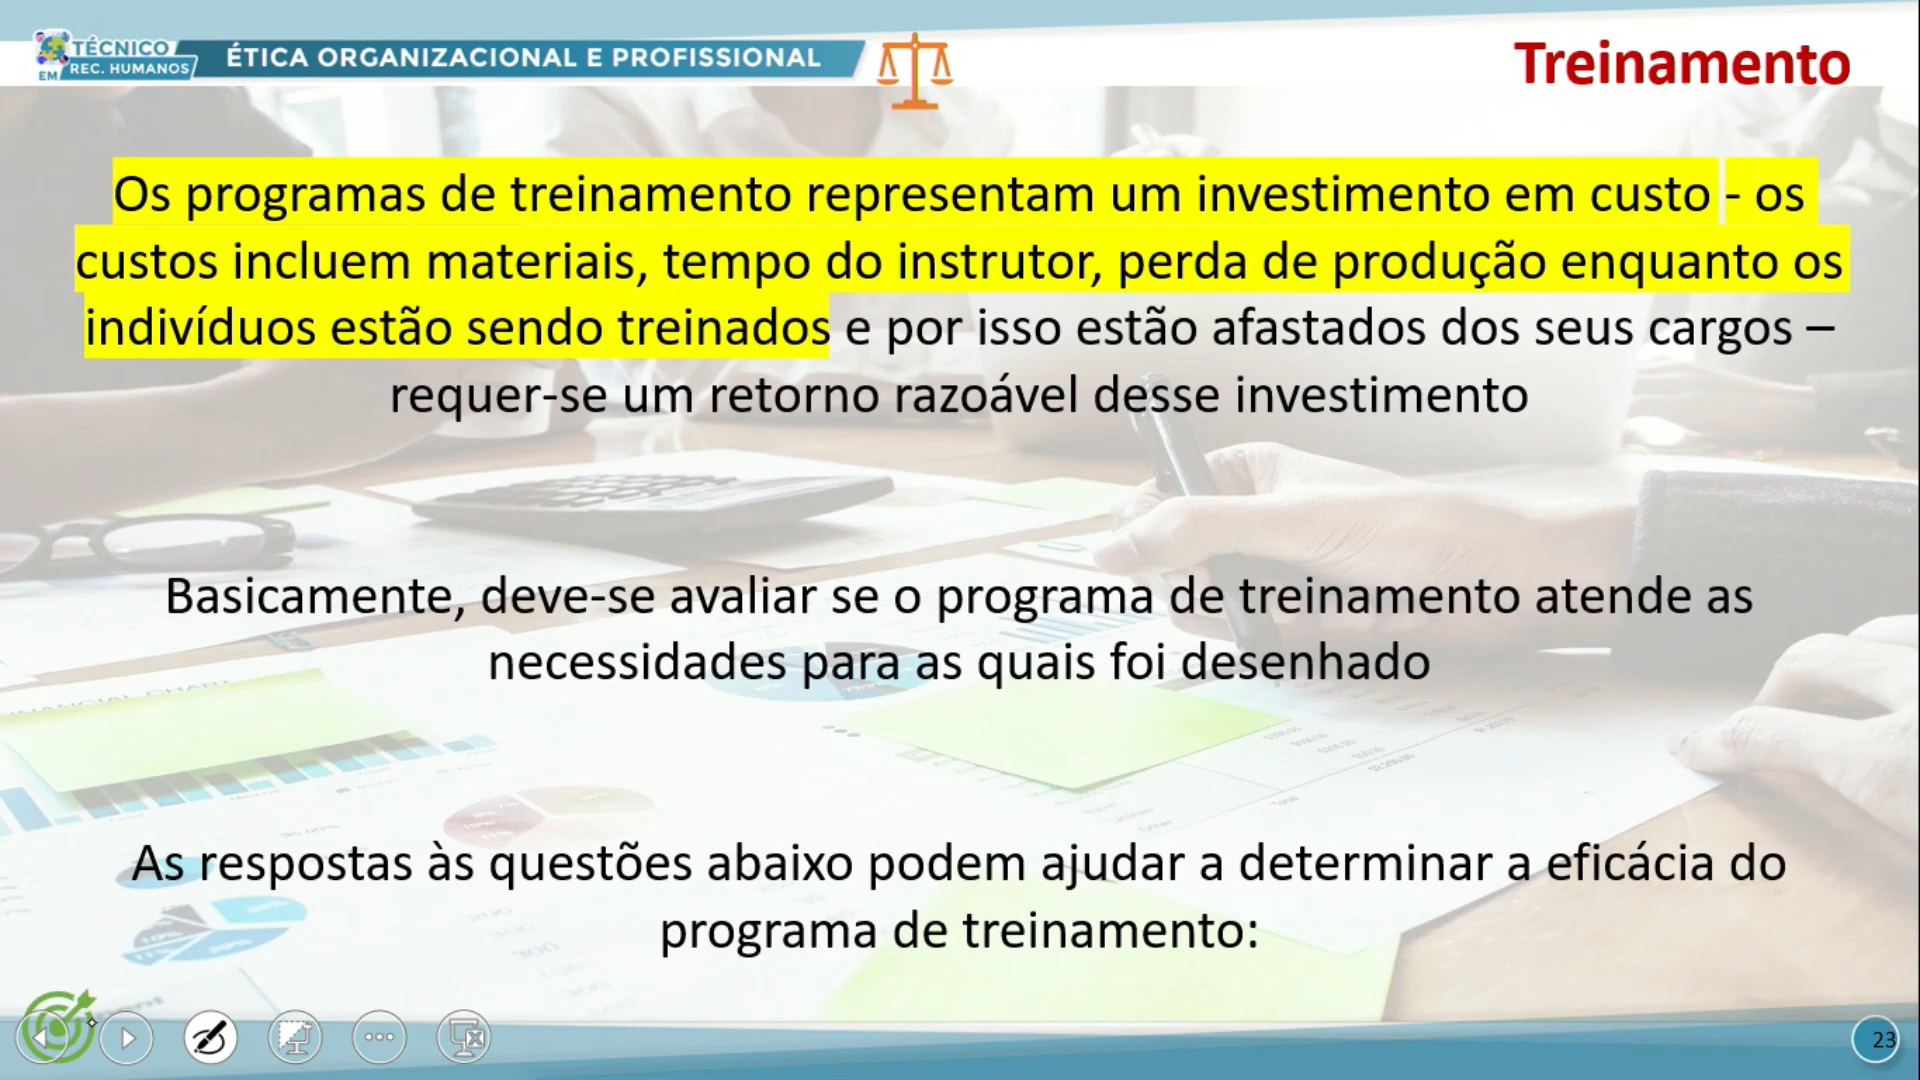 TÉCNICO
EM REC. HUMANOS
ÉTICA ORGANIZACIONAL E PROFISSIONAL
Treinamento
Os programas de treinamento representam um investimento em custo - os
custos incluem materiais, tempo do instrutor, perda de produção enquanto os
indivíduos estão sendo treinados e por isso estão afastados dos seus cargos –
requer-se um retorno razoável desse investimento
Basicamente, deve-se avaliar se o programa de treinamento atende as
necessidades para as quais foi desenhado
As respostas às questões abaixo podem ajudar a determinar a eficácia do
programa de treinamento:
23